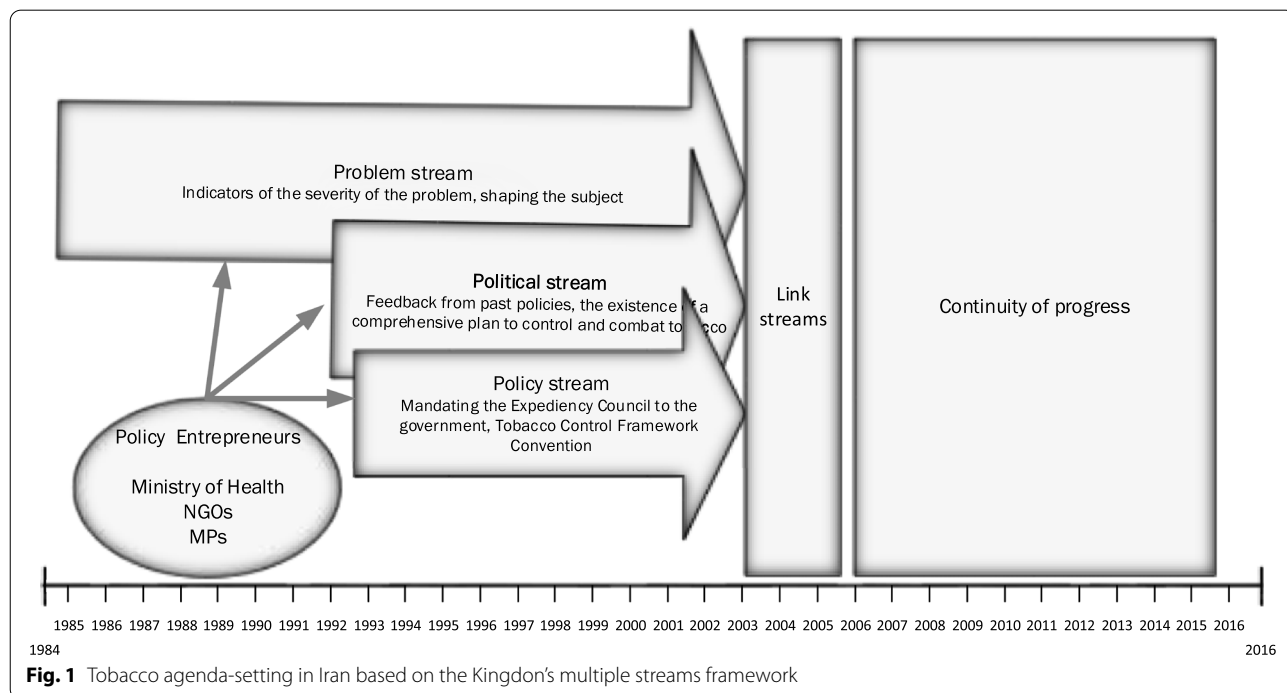 Problem stream
Indicators of the severity of the problem, shaping the subject
Political stream
Feedback from past policies, the existence of a
comprehensive plan to control and combat tobacco
Policy stream
Mandating the Expediency Council to the
government, Tobacco Control Framework
Convention
Link
streams
Continuity of progress
Policy Entrepreneurs
Ministry of Health
NGOs
MPs
1985 1986 1987 1988 1989 1990 1991 1992 1993 1994 1995 1996 1997 1998 1999 2000 2001 2002 2003 2004 2005 2006 2007 2008 2009 2010 2011 2012 2013 2014 2015 2016
1984 2016
Fig. 1 Tobacco agenda-setting in Iran based on the Kingdon's multiple streams framework